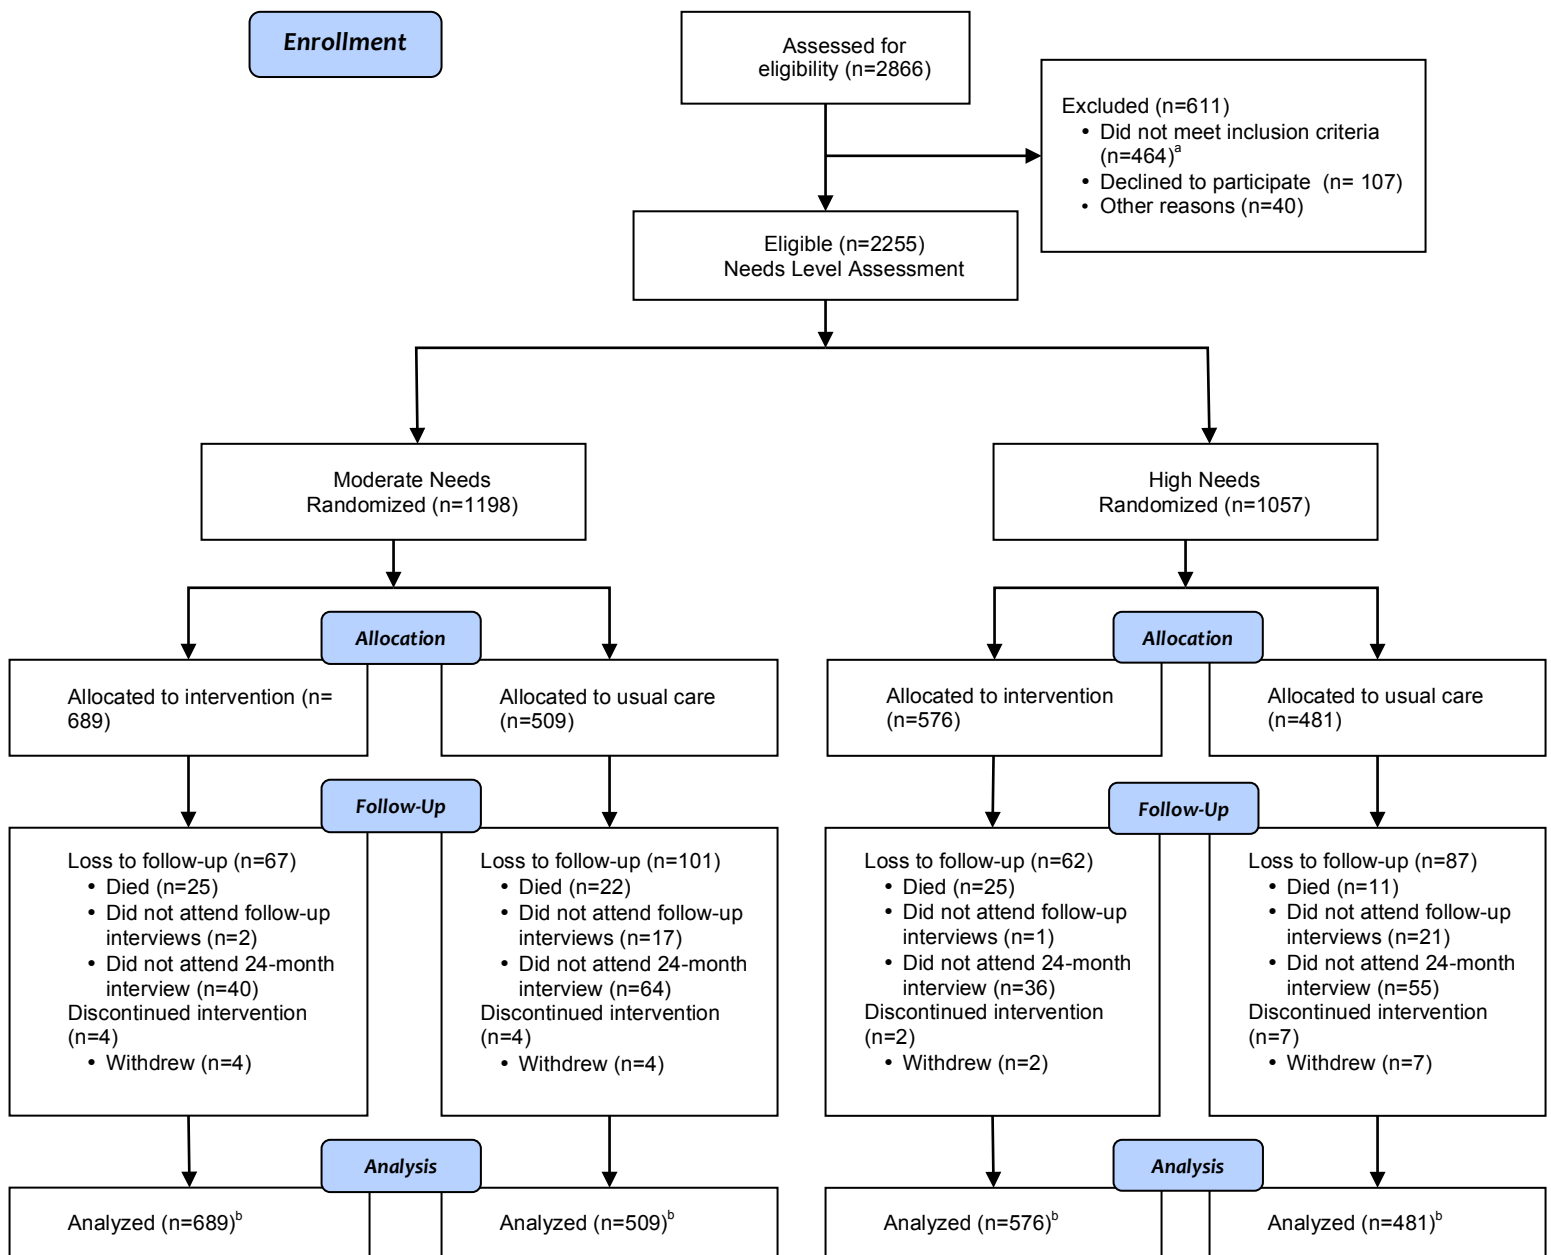 Enrollment
Assessed for
eligibility (n=2866)
Excluded (n=611)
• Did not meet inclusion criteria
(n=464)a
• Declined to participate (n= 107)
• Other reasons (n=40)
Eligible (n=2255)
Needs Level Assessment
Moderate Needs
Randomized (n=1198)
High Needs
Randomized (n=1057)
Allocation
Allocated to intervention (n=
689)
Allocated to usual care
(n=509)
Allocation
Allocated to intervention
(n=576)
Allocated to usual care
(n=481)
Follow-Up
Loss to follow-up (n=67)
• Died (n=25)
• Did not attend follow-up
interviews (n=2)
• Did not attend 24-month
interview (n=40)
Discontinued intervention
(n=4)
• Withdrew (n=4)
Loss to follow-up (n=101)
• Died (n=22)
• Did not attend follow-up
interviews (n=17)
• Did not attend 24-month
interview (n=64)
Discontinued intervention
(n=4)
• Withdrew (n=4)
Follow-Up
Loss to follow-up (n=62)
• Died (n=25)
• Did not attend follow-up
interviews (n=1)
• Did not attend 24-month
interview (n=36)
Discontinued intervention
(n=2)
• Withdrew (n=2)
Loss to follow-up (n=87)
• Died (n=11)
• Did not attend follow-up
interviews (n=21)
• Did not attend 24-month
interview (n=55)
Discontinued intervention
(n=7)
• Withdrew (n=7)
Analysis
Analyzed (n=689)b
Analyzed (n=509)b
Analysis
Analyzed (n=576)b
Analyzed (n=481)b